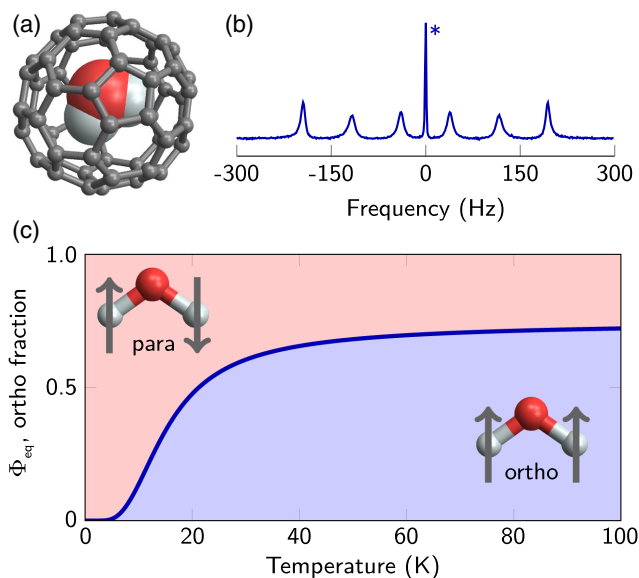 (a)
(b)
*
-300 -150 0 150 300
Frequency (Hz)
(c)
1.0
0.5
0
Φeq, ortho fraction
para
ortho
0 20 40 60 80 100
Temperature (K)